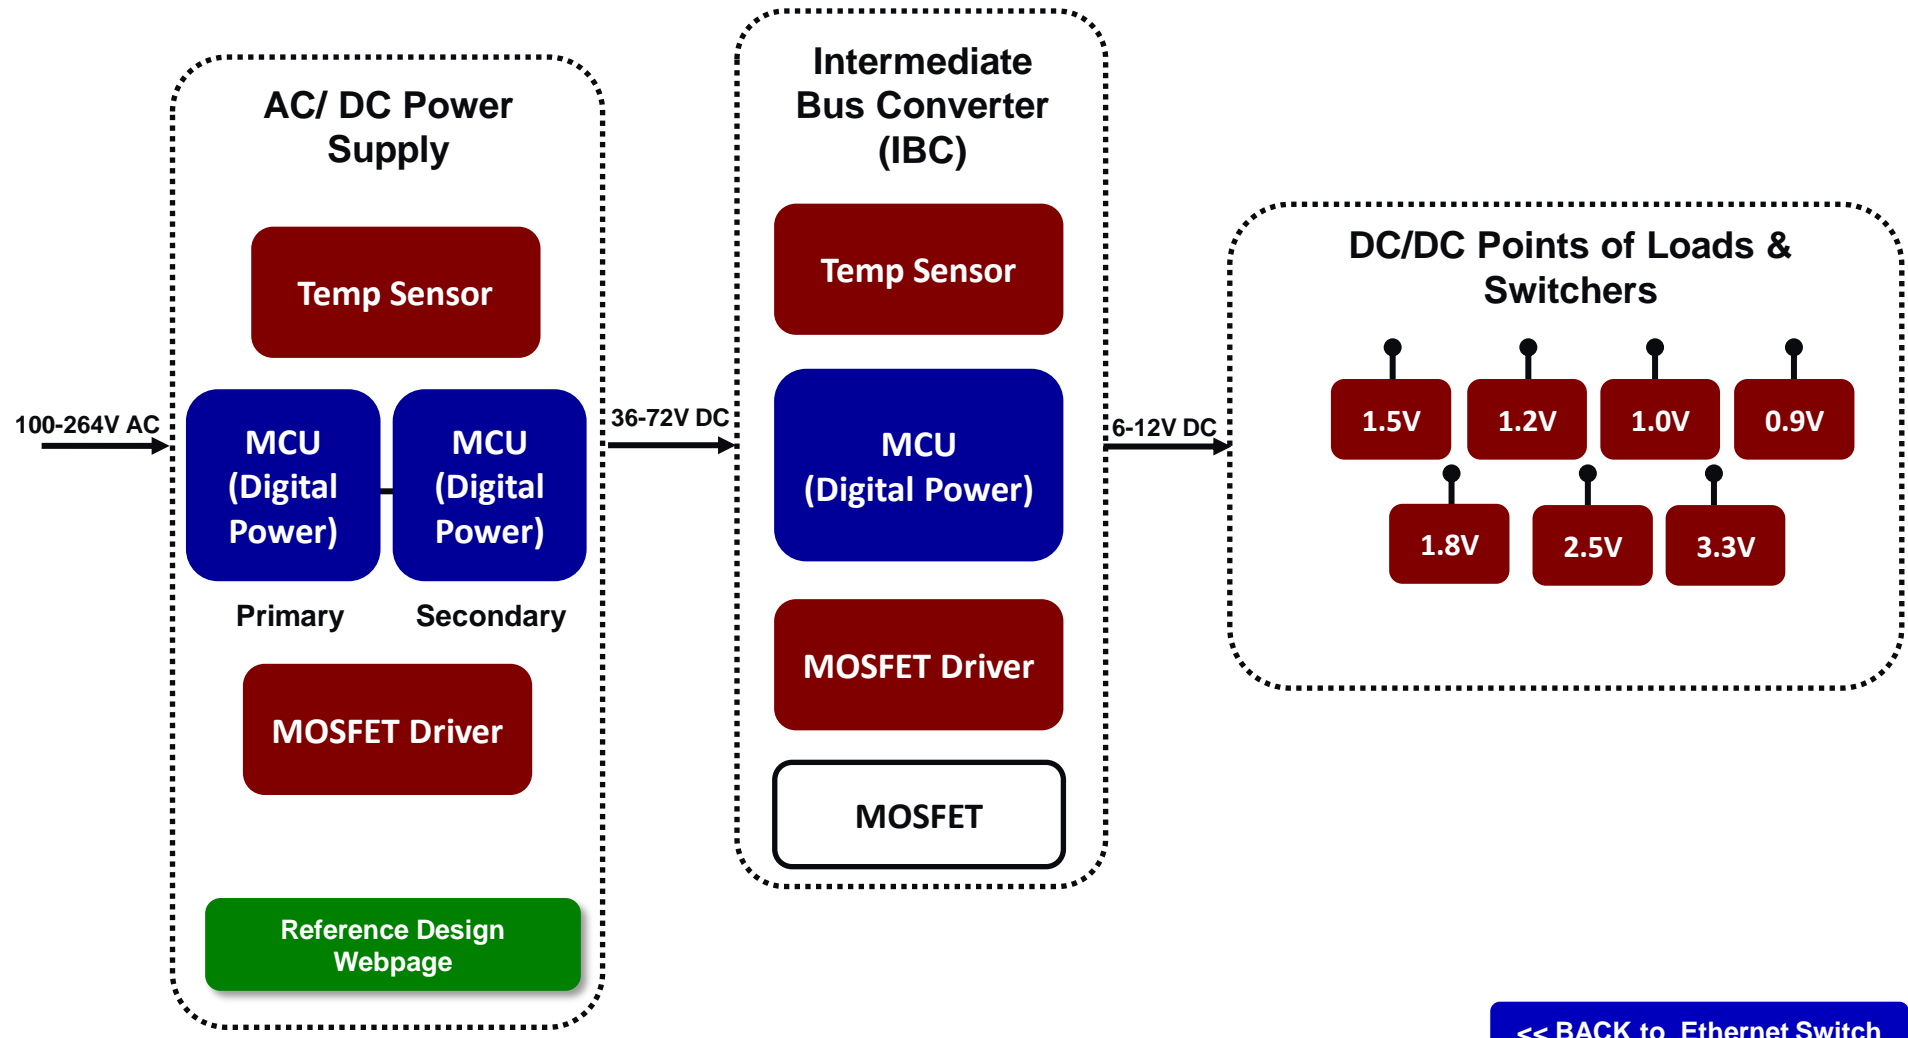 AC/ DC Power
Supply
Temp Sensor
100-264V AC
MCU
(Digital
Power)
MCU
(Digital
Power)
Primary
Secondary
MOSFET Driver
Reference Design
Webpage
36-72V DC
Intermediate
Bus Converter
(IBC)
Temp Sensor
MCU
(Digital Power)
MOSFET Driver
MOSFET
6-12V DC
DC/DC Points of Loads &
Switchers
1.5V
1.2V
1.0V
0.9V
1.8V
2.5V
3.3V
<< BACK to  Ethernet Switch